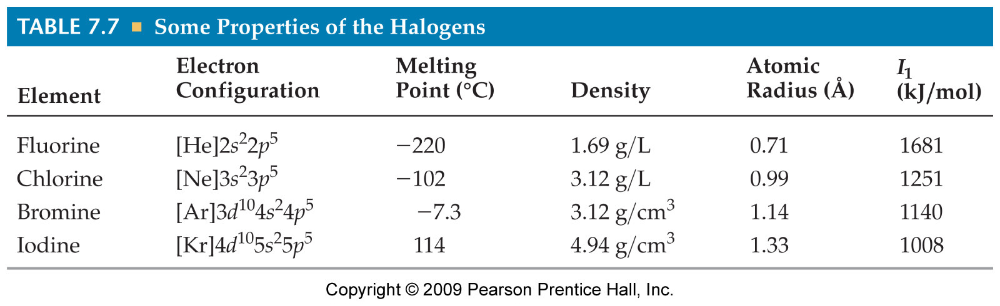 TABLE 7.7 ■ Some Properties of the Halogens
Element Electron Configuration Melting Point (°C) Density Atomic Radius (Å) I₁ (kJ/mol)
Fluorine [He]2s²2p⁵ −220 1.69 g/L 0.71 1681
Chlorine [Ne]3s²3p⁵ −102 3.12 g/L 0.99 1251
Bromine [Ar]3d¹⁰4s²4p⁵ −7.3 3.12 g/cm³ 1.14 1140
Iodine [Kr]4d¹⁰5s²5p⁵ 114 4.94 g/cm³ 1.33 1008
Copyright © 2009 Pearson Prentice Hall, Inc.